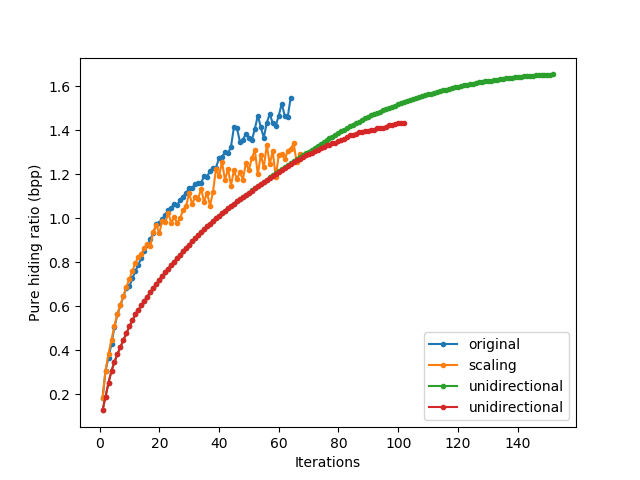 1.6
1.4
1.2
1.0
0.8
0.6
0.4
0.2
Pure hiding ratio (bpp)
original
scaling
unidirectional
unidirectional
0 20 40 60 80 100 120 140
Iterations